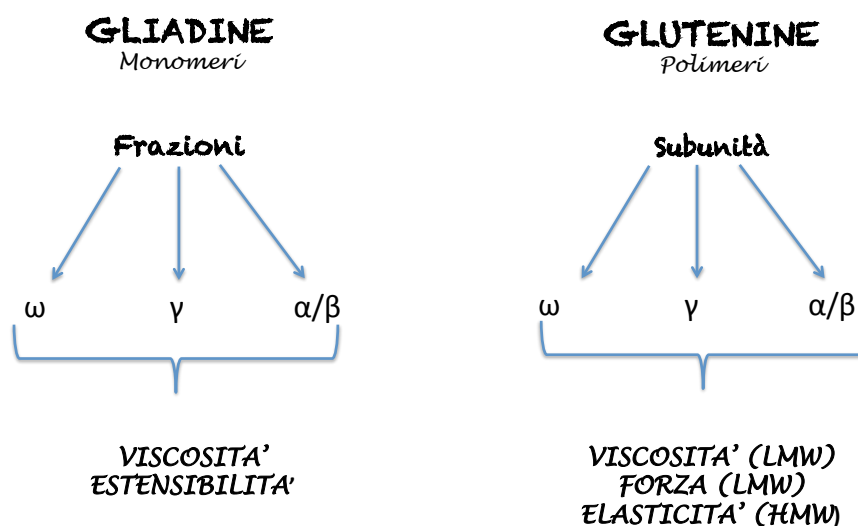 GLIADINE
Monomeri
Frazioni
ω γ α/β
VISCOSITA'
ESTENSIBILITA'
GLUTENINE
Polimeri
Subunità
ω γ α/β
VISCOSITA' (LMW)
FORZA (LMW)
ELASTICITA' (HMW)